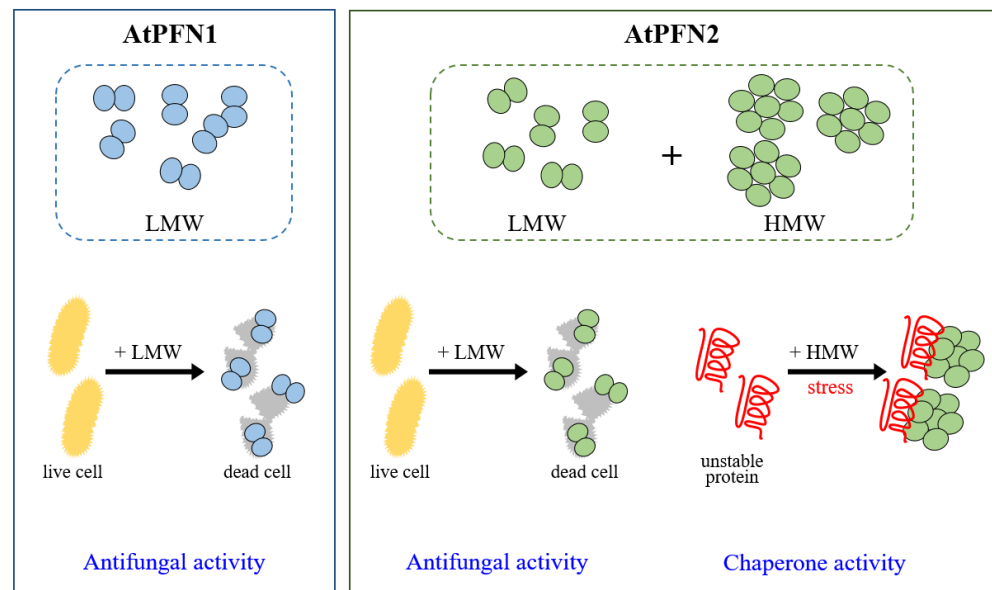 AtPFN1
LMW
+ LMW
live cell
dead cell
Antifungal activity
AtPFN2
LMW
+
HMW
+ LMW
live cell
dead cell
Antifungal activity
+ HMW
stress
unstable
protein
Chaperone activity